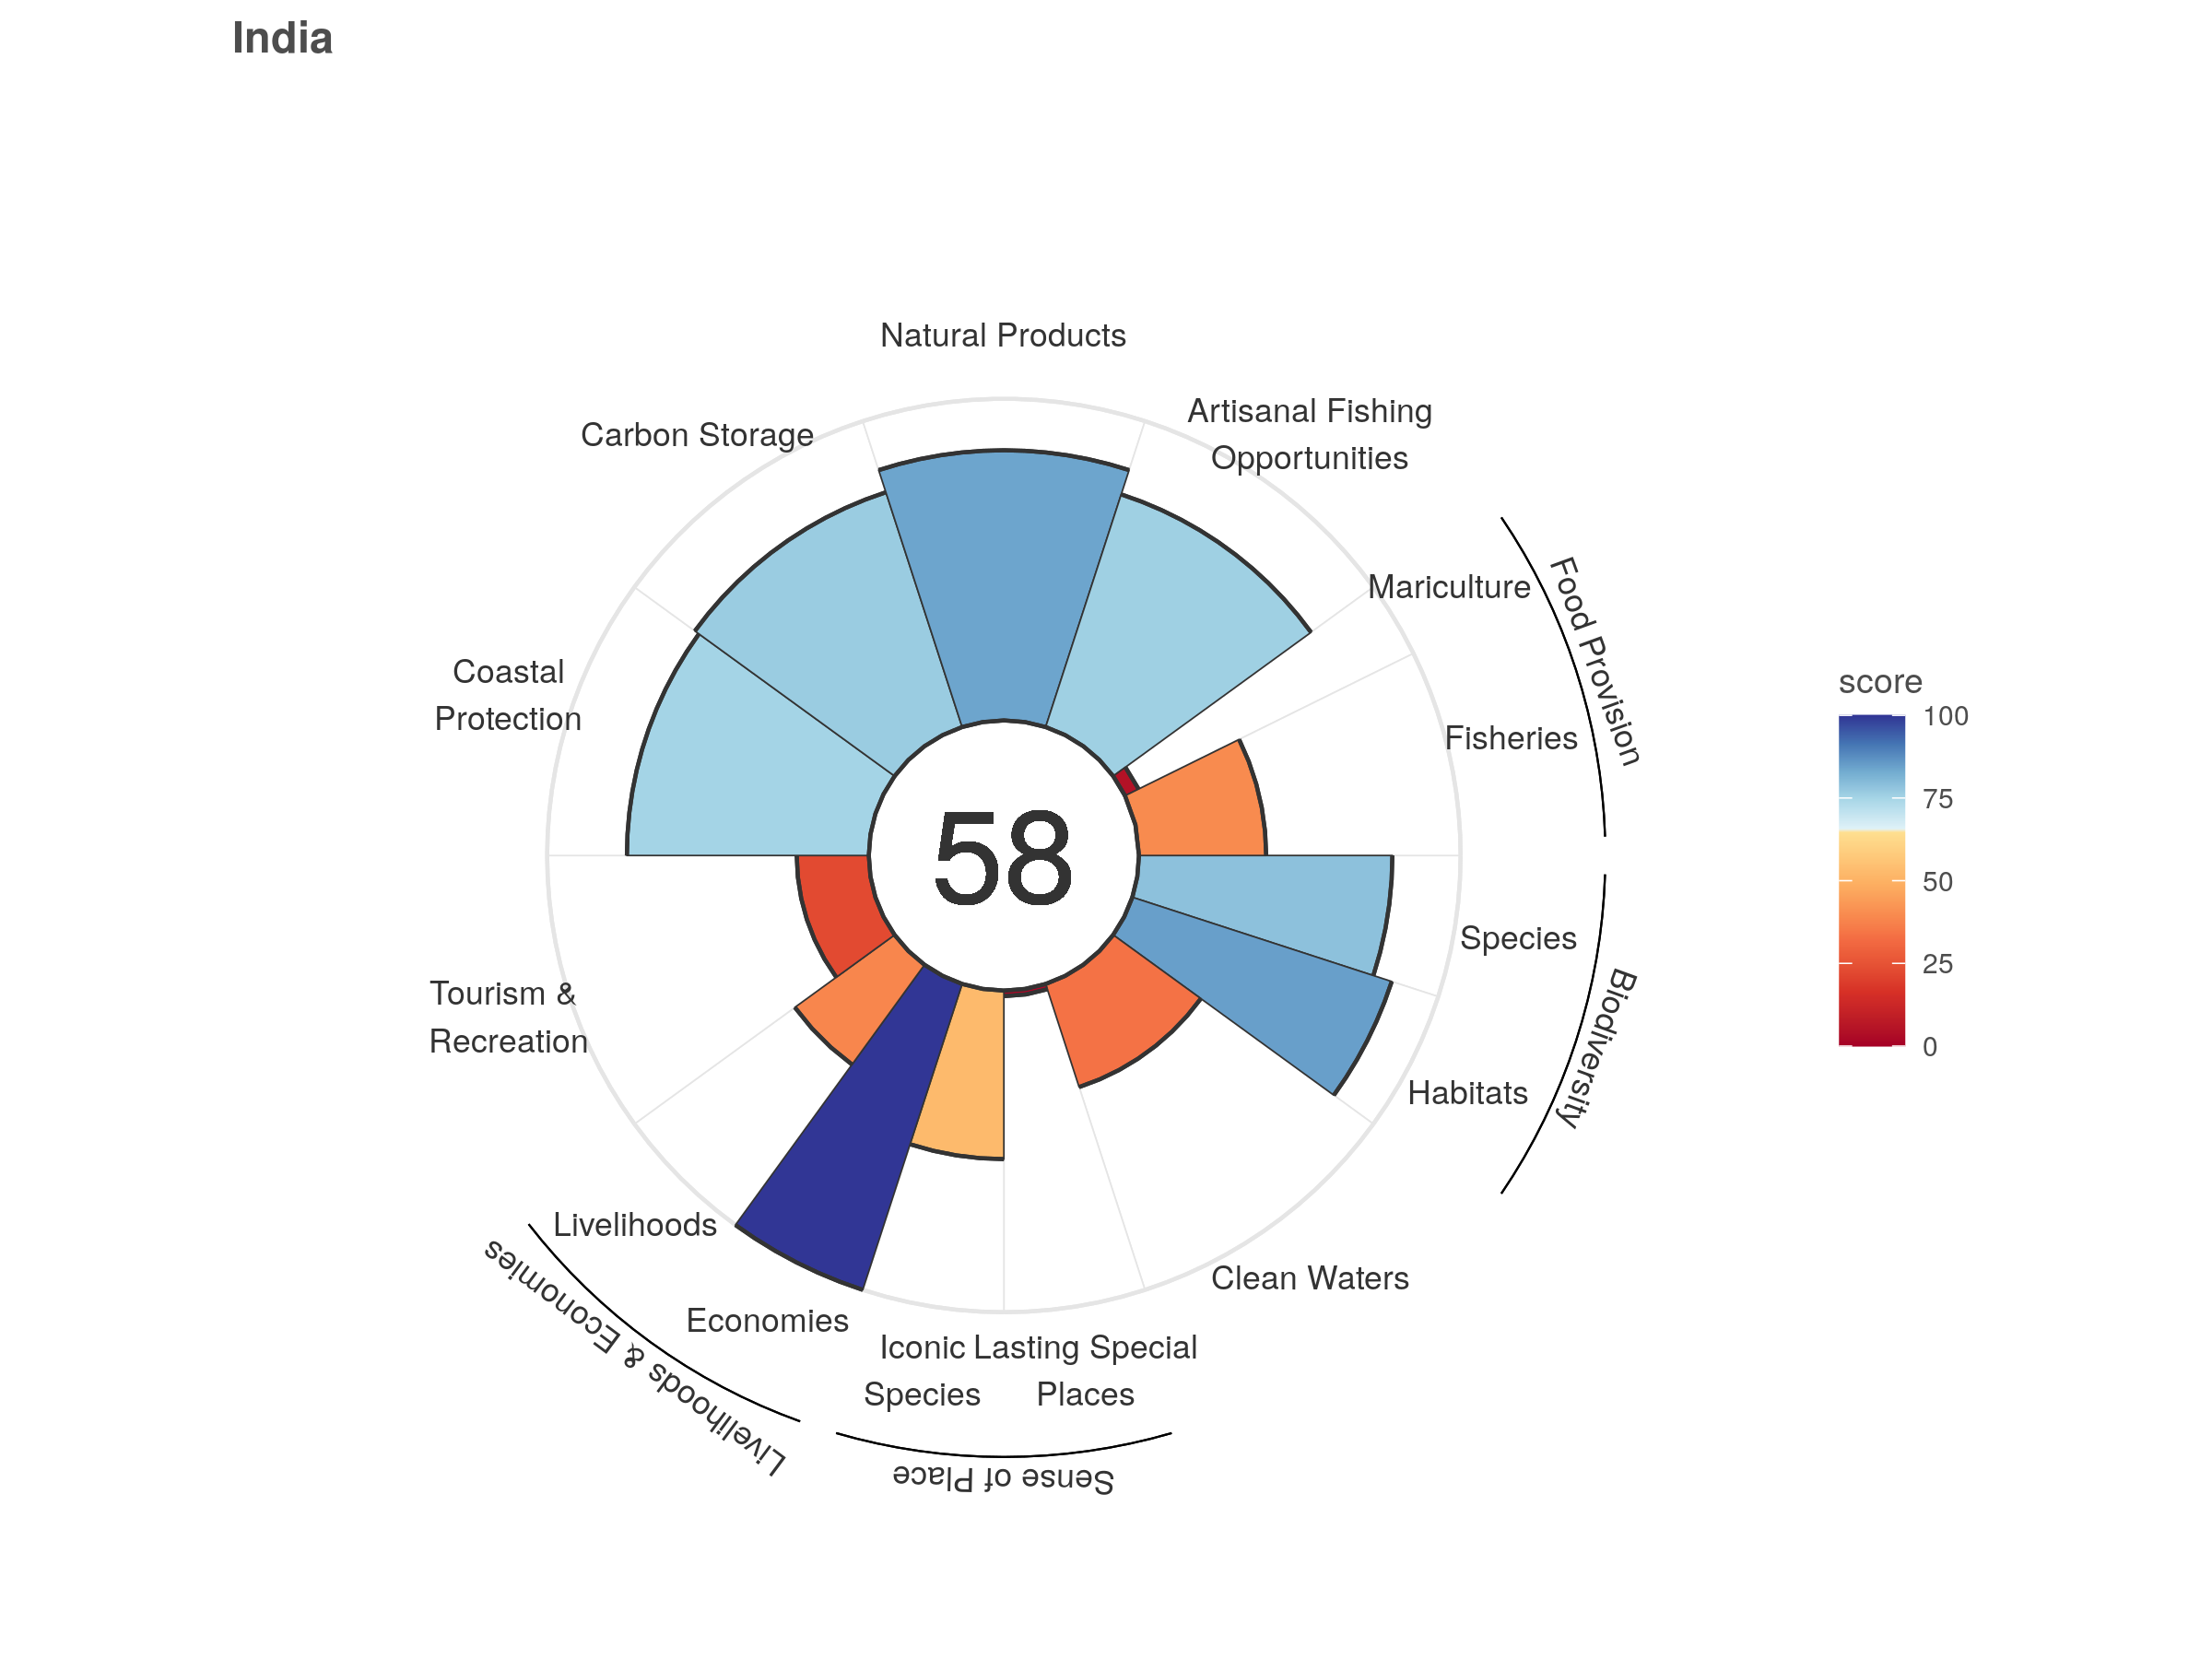 India
Natural Products
Artisanal Fishing
Opportunities
Carbon Storage
Mariculture
Food Provision
Coastal
Protection
Fisheries
58
score
100
75
50
25
0
Species
Biodiversity
Habitats
Tourism &
Recreation
Livelihoods
Clean Waters
Economies
Livelihoods & Economies
Iconic
Species
Lasting Special
Places
Sense of Place